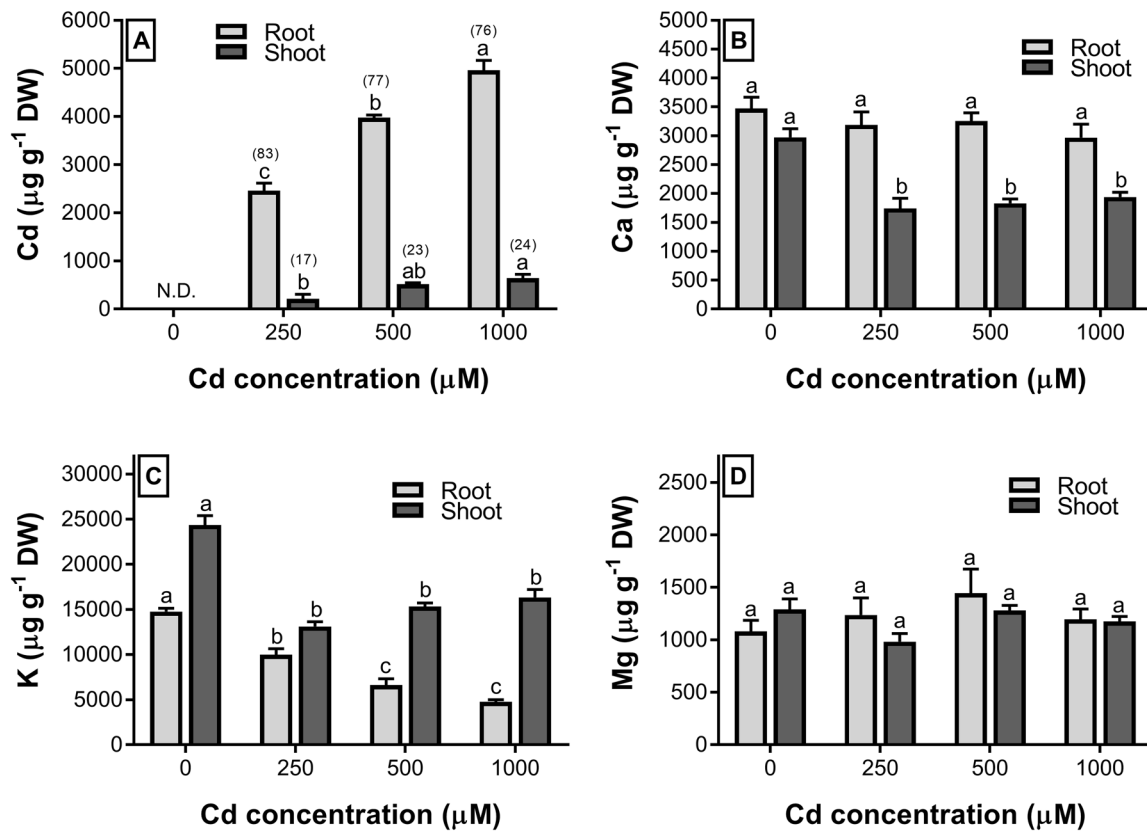 A
Root
Shoot
Cd (μg g-1 DW)
6000
5000
4000
3000
2000
1000
0
N.D.
(83)
c
(17)
b
(77)
b
(23)
ab
(76)
a
(24)
a
0 250 500 1000
Cd concentration (μM)
B
Root
Shoot
Ca (μg g-1 DW)
5000
4500
4000
3500
3000
2500
2000
1500
1000
500
0
a a a b a b a b
0 250 500 1000
Cd concentration (μM)
C
Root
Shoot
K (μg g-1 DW)
30000
25000
20000
15000
10000
5000
0
a a b b c b c b
0 250 500 1000
Cd concentration (μM)
D
Root
Shoot
Mg (μg g-1 DW)
2500
2000
1500
1000
500
0
a a a a a a a a
0 250 500 1000
Cd concentration (μM)